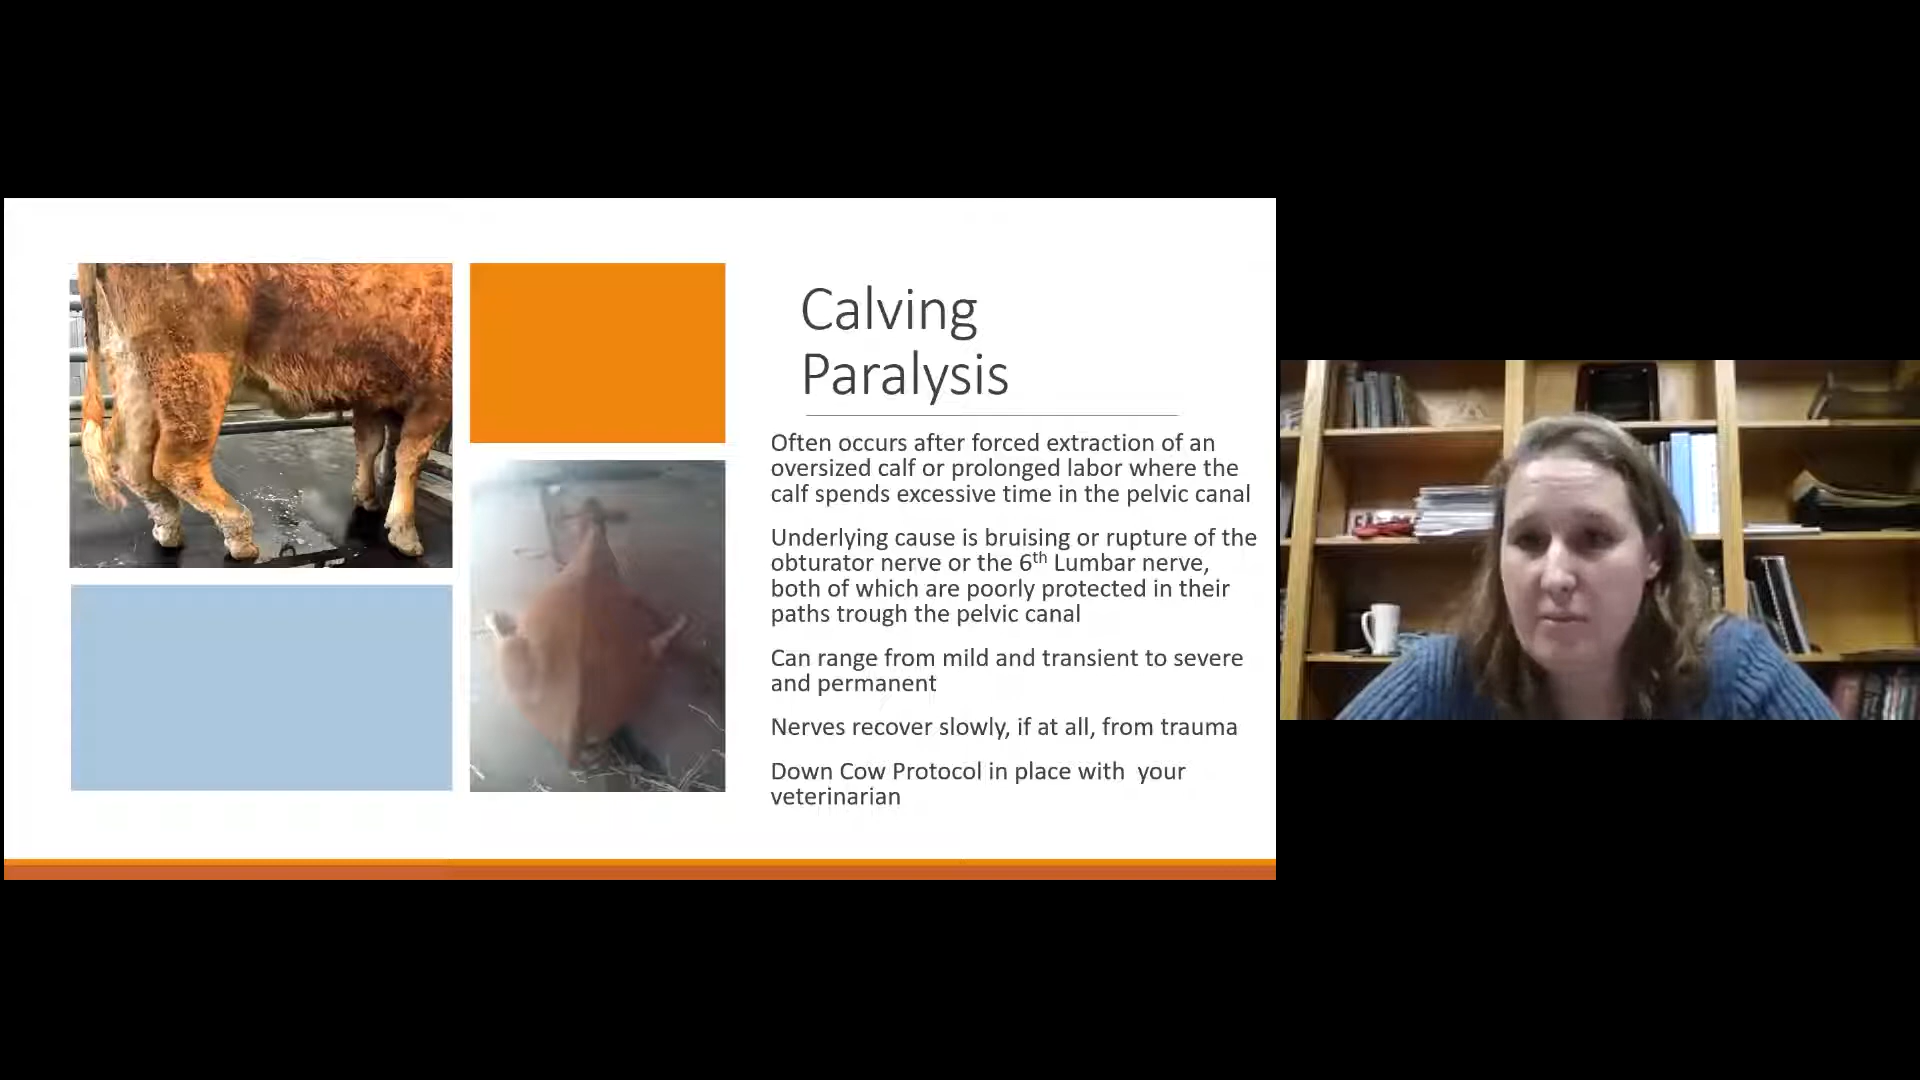 Calving
Paralysis
Often occurs after forced extraction of an
oversized calf or prolonged labor where the
calf spends excessive time in the pelvic canal
Underlying cause is bruising or rupture of the
obturator nerve or the 6th Lumbar nerve,
both of which are poorly protected in their
paths trough the pelvic canal
Can range from mild and transient to severe
and permanent
Nerves recover slowly, if at all, from trauma
Down Cow Protocol in place with your
veterinarian